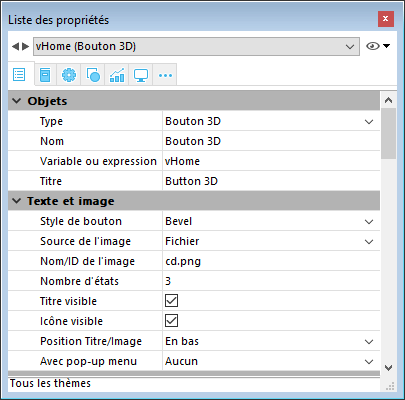 Liste des propriétés
vHome (Bouton 3D)
Objets
Type Bouton 3D
Nom Bouton 3D
Variable ou expression vHome
Titre Button 3D
Texte et image
Style de bouton Bevel
Source de l'image Fichier
Nom/ID de l'image cd.png
Nombre d'états 3
Titre visible
Icône visible
Position Titre/Image En bas
Avec pop-up menu Aucun
Tous les thèmes